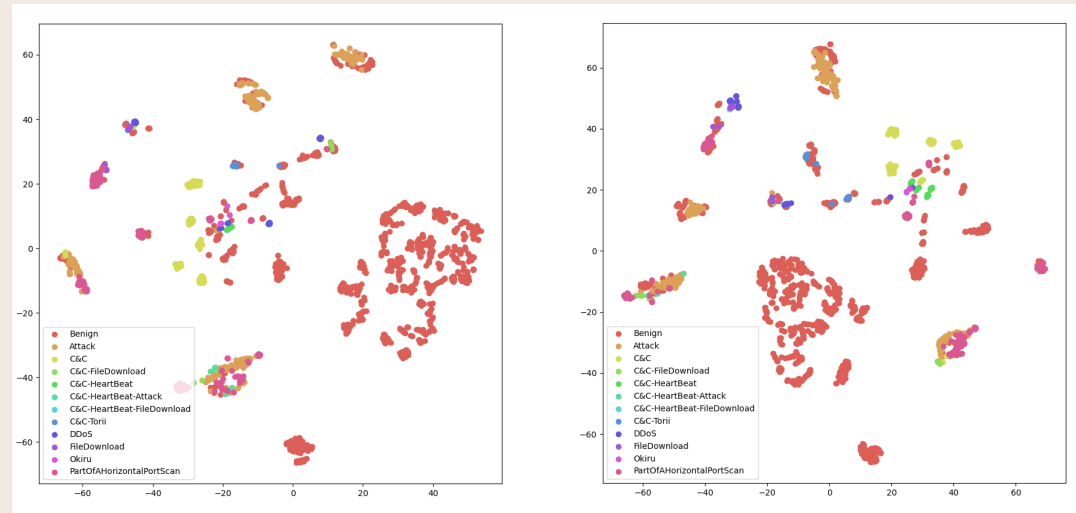 60
40
20
0
−20
−40
−60
Benign
Attack
C&C
C&C-FileDownload
C&C-HeartBeat
C&C-HeartBeat-Attack
C&C-HeartBeat-FileDownload
C&C-Torii
DDoS
FileDownload
Okiru
PartOfAHorizontalPortScan
−60 −40 −20 0 20 40
60
40
20
0
−20
−40
−60
Benign
Attack
C&C
C&C-FileDownload
C&C-HeartBeat
C&C-HeartBeat-Attack
C&C-HeartBeat-FileDownload
C&C-Torii
DDoS
FileDownload
Okiru
PartOfAHorizontalPortScan
−60 −40 −20 0 20 40 60